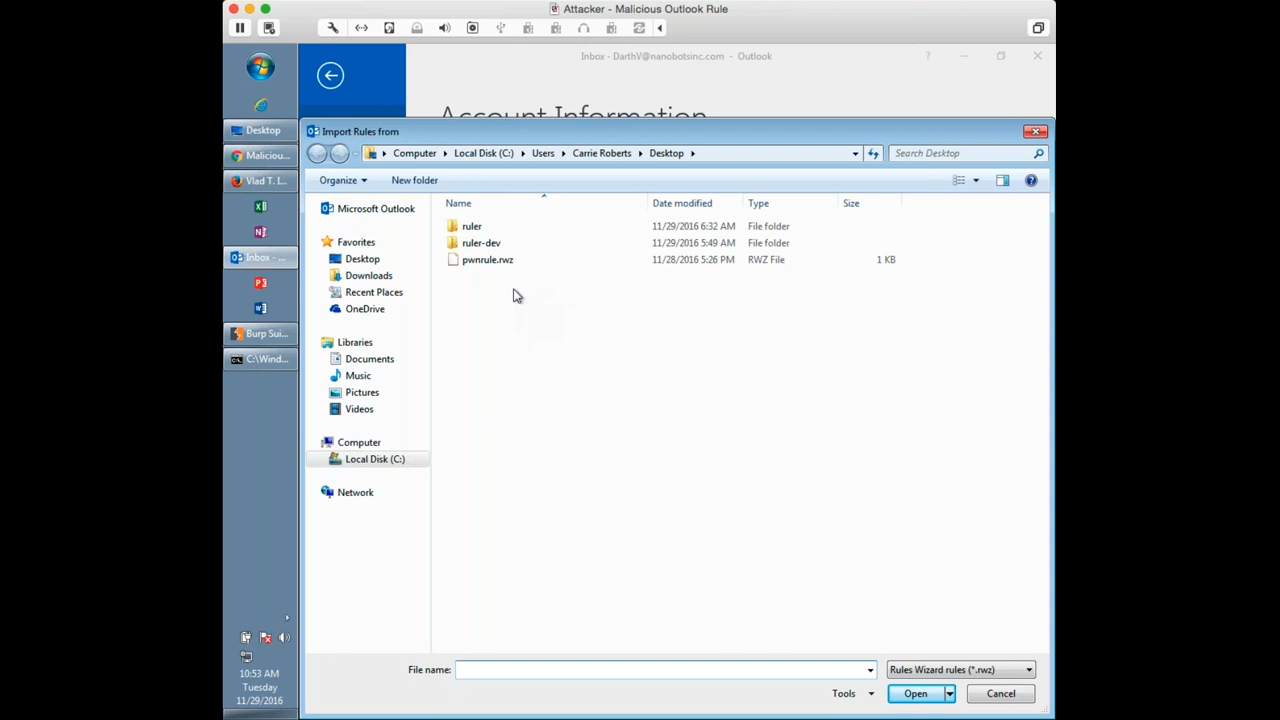 Attacker - Malicious Outlook Rule
Inbox - DarthV@nanobotsinc.com - Outlook
?
Account Information
Desktop
Maliciou...
Vlad T. I...
Inbox - ...
Burp Sui...
C:\Wind...
10:53 AM
Tuesday
11/29/2016
Import Rules from
Computer
Local Disk (C:)
Users
Carrie Roberts
Desktop
Search Desktop
Organize
New folder
Microsoft Outlook
Favorites
Desktop
Downloads
Recent Places
OneDrive
Libraries
Documents
Music
Pictures
Videos
Computer
Local Disk (C:)
Network
Name Date modified Type Size
ruler 11/29/2016 6:32 AM File folder
ruler-dev 11/29/2016 5:49 AM File folder
pwnrule.rwz 11/28/2016 5:26 PM RWZ File 1 KB
File name:
Rules Wizard rules (*.rwz)
Tools
Open
Cancel